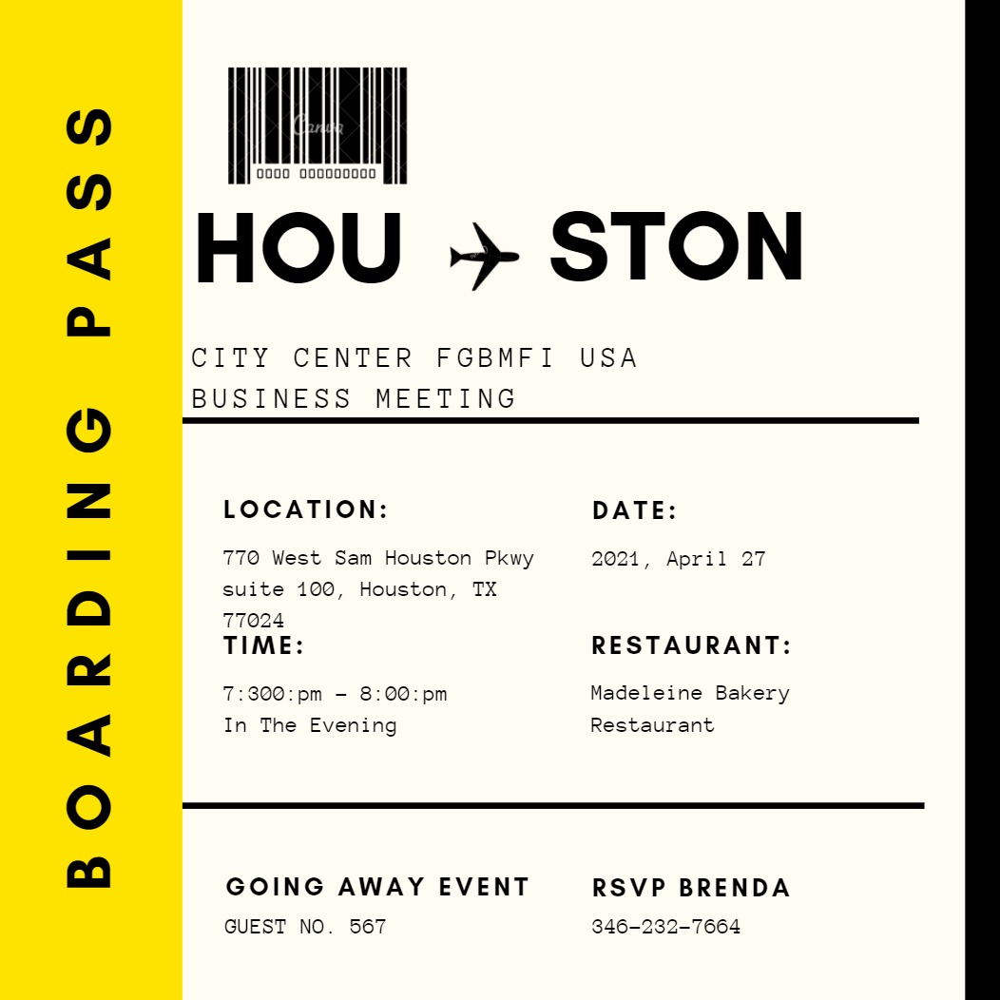 BOARDING PASS
Canva
HOU STON
CITY CENTER FGBMFI USA
BUSINESS MEETING
LOCATION:
770 West Sam Houston Pkwy
suite 100, Houston, TX
77024
DATE:
2021, April 27
TIME:
7:300:pm - 8:00:pm
In The Evening
RESTAURANT:
Madeleine Bakery
Restaurant
GOING AWAY EVENT
GUEST NO. 567
RSVP BRENDA
346-232-7664